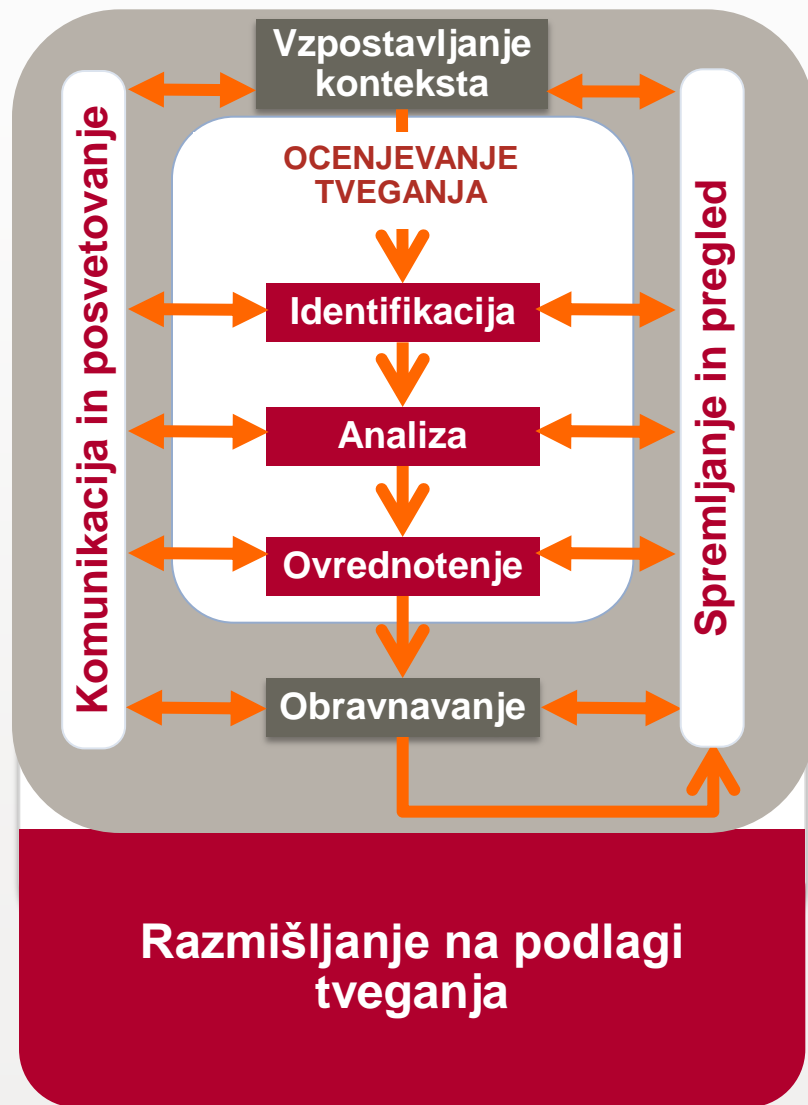 Vzpostavljanje
konteksta
Komunikacija in posvetovanje
OCENJEVANJE
TVEGANJA
Identifikacija
Analiza
Ovrednotenje
Obravnavanje
Spremljanje in pregled
Razmišljanje na podlagi
tveganja